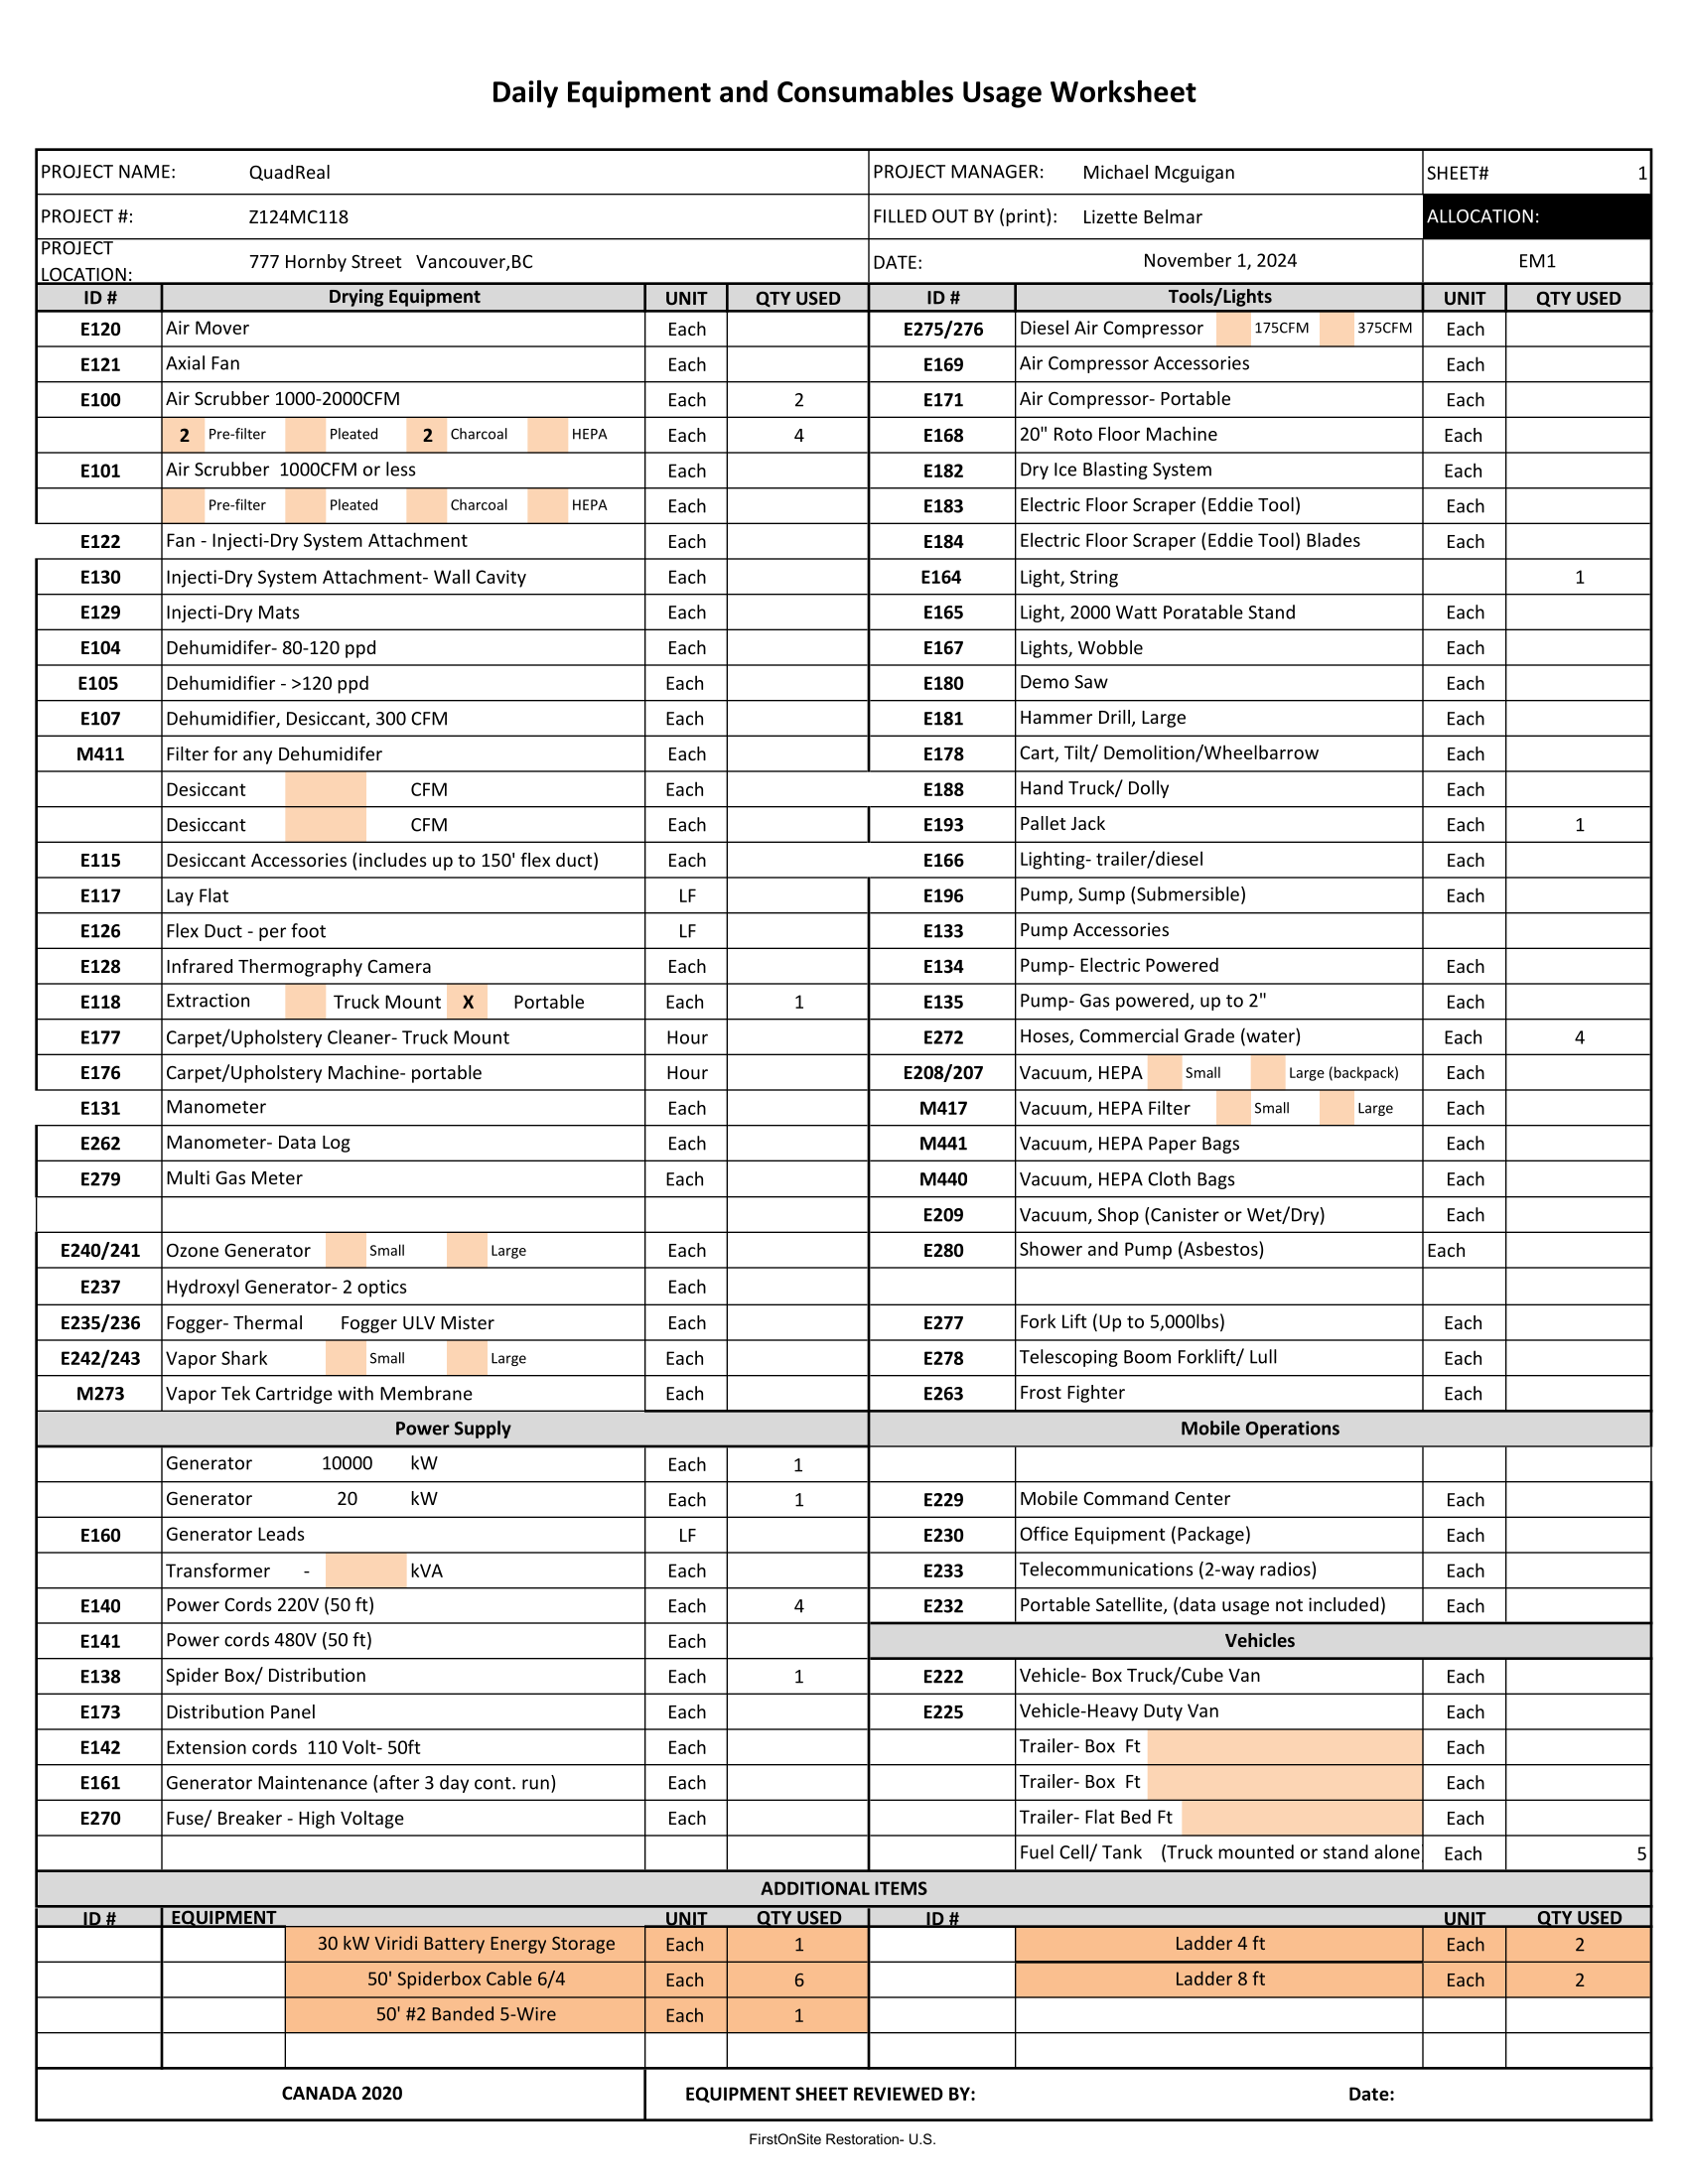 Daily Equipment and Consumables Usage Worksheet
PROJECT NAME: QuadReal PROJECT MANAGER: Michael Mcguigan SHEET# 1
PROJECT #: Z124MC118 FILLED OUT BY (print): Lizette Belmar ALLOCATION:
PROJECT LOCATION: 777 Hornby Street Vancouver,BC DATE: November 1, 2024 EM1
ID # Drying Equipment UNIT QTY USED ID # Tools/Lights UNIT QTY USED
E120 Air Mover Each E275/276 Diesel Air Compressor 175CFM 375CFM Each
E121 Axial Fan Each E169 Air Compressor Accessories Each
E100 Air Scrubber 1000-2000CFM Each 2 E171 Air Compressor- Portable Each
2 Pre-filter Pleated 2 Charcoal HEPA Each 4 E168 20" Roto Floor Machine Each
E101 Air Scrubber 1000CFM or less Each E182 Dry Ice Blasting System Each
Pre-filter Pleated Charcoal HEPA Each E183 Electric Floor Scraper (Eddie Tool) Each
E122 Fan - Injecti-Dry System Attachment Each E184 Electric Floor Scraper (Eddie Tool) Blades Each
E130 Injecti-Dry System Attachment- Wall Cavity Each E164 Light, String 1
E129 Injecti-Dry Mats Each E165 Light, 2000 Watt Poratable Stand Each
E104 Dehumidifer- 80-120 ppd Each E167 Lights, Wobble Each
E105 Dehumidifier - >120 ppd Each E180 Demo Saw Each
E107 Dehumidifier, Desiccant, 300 CFM Each E181 Hammer Drill, Large Each
M411 Filter for any Dehumidifer Each E178 Cart, Tilt/ Demolition/Wheelbarrow Each
Desiccant CFM Each E188 Hand Truck/ Dolly Each
Desiccant CFM Each E193 Pallet Jack Each 1
E115 Desiccant Accessories (includes up to 150' flex duct) Each E166 Lighting- trailer/diesel Each
E117 Lay Flat LF E196 Pump, Sump (Submersible) Each
E126 Flex Duct - per foot LF E133 Pump Accessories
E128 Infrared Thermography Camera Each E134 Pump- Electric Powered Each
E118 Extraction Truck Mount X Portable Each 1 E135 Pump- Gas powered, up to 2" Each
E177 Carpet/Upholstery Cleaner- Truck Mount Hour E272 Hoses, Commercial Grade (water) Each 4
E176 Carpet/Upholstery Machine- portable Hour E208/207 Vacuum, HEPA Small Large (backpack) Each
E131 Manometer Each M417 Vacuum, HEPA Filter Small Large Each
E262 Manometer- Data Log Each M441 Vacuum, HEPA Paper Bags Each
E279 Multi Gas Meter Each M440 Vacuum, HEPA Cloth Bags Each
E209 Vacuum, Shop (Canister or Wet/Dry) Each
E240/241 Ozone Generator Small Large Each E280 Shower and Pump (Asbestos) Each
E237 Hydroxyl Generator- 2 optics Each
E235/236 Fogger- Thermal Fogger ULV Mister Each E277 Fork Lift (Up to 5,000lbs) Each
E242/243 Vapor Shark Small Large Each E278 Telescoping Boom Forklift/ Lull Each
M273 Vapor Tek Cartridge with Membrane Each E263 Frost Fighter Each
Power Supply Mobile Operations
Generator 10000 kW Each 1
Generator 20 kW Each 1 E229 Mobile Command Center Each
E160 Generator Leads LF E230 Office Equipment (Package) Each
Transformer - kVA Each E233 Telecommunications (2-way radios) Each
E140 Power Cords 220V (50 ft) Each 4 E232 Portable Satellite, (data usage not included) Each
E141 Power cords 480V (50 ft) Each Vehicles
E138 Spider Box/ Distribution Each 1 E222 Vehicle- Box Truck/Cube Van Each
E173 Distribution Panel Each E225 Vehicle-Heavy Duty Van Each
E142 Extension cords 110 Volt- 50ft Each Trailer- Box Ft Each
E161 Generator Maintenance (after 3 day cont. run) Each Trailer- Box Ft Each
E270 Fuse/ Breaker - High Voltage Each Trailer- Flat Bed Ft Each
Fuel Cell/ Tank (Truck mounted or stand alone Each 5
ADDITIONAL ITEMS
ID # EQUIPMENT UNIT QTY USED ID # UNIT QTY USED
30 kW Viridi Battery Energy Storage Each 1 Ladder 4 ft Each 2
50' Spiderbox Cable 6/4 Each 6 Ladder 8 ft Each 2
50' #2 Banded 5-Wire Each 1
CANADA 2020 EQUIPMENT SHEET REVIEWED BY: Date:
FirstOnSite Restoration- U.S.